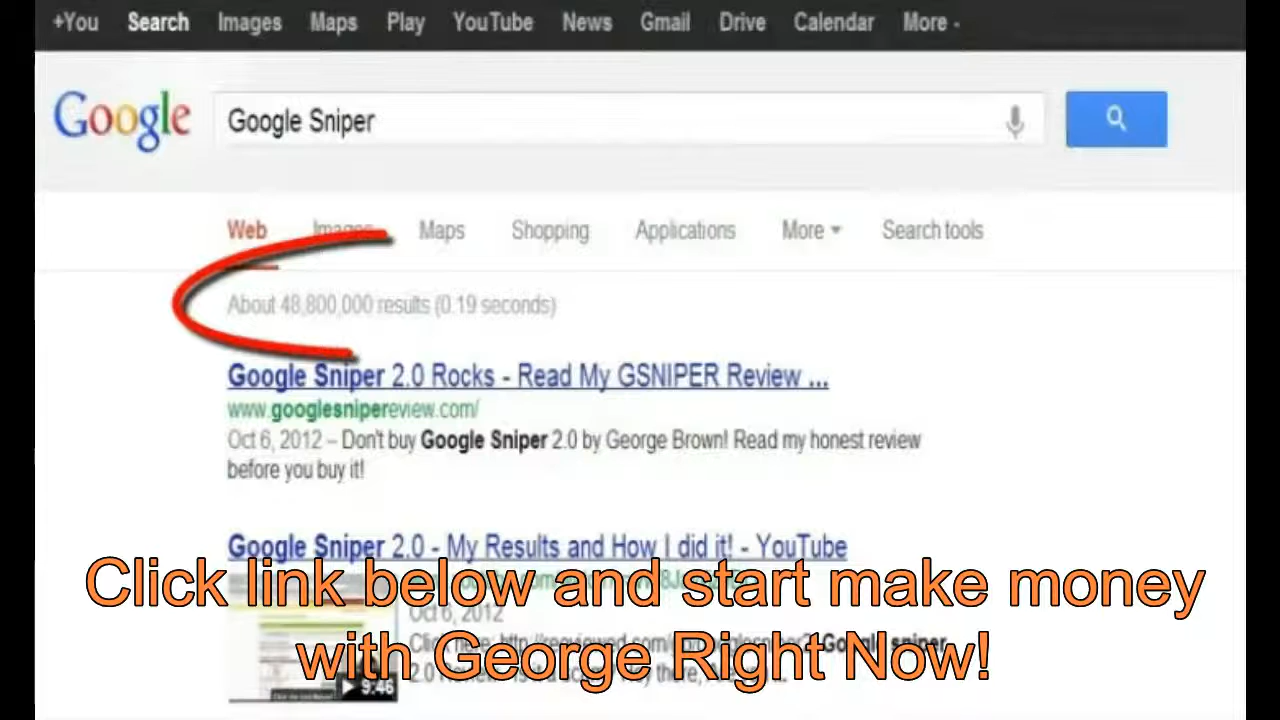 +You Search Images Maps Play YouTube News Gmail Drive Calendar More
Google Google Sniper
Web Images Maps Shopping Applications More Search tools
About 48,800,000 results (0.19 seconds)
Google Sniper 2.0 Rocks - Read My GSNIPER Review ...
www.googlesnipereview.com/
Oct 6, 2012 – Don't buy Google Sniper 2.0 by George Brown! Read my honest review
before you buy it!
Google Sniper 2.0 - My Results and How I did it! - YouTube
Click link below and start make money
Oct 6, 2012
with George Right Now!
9:46